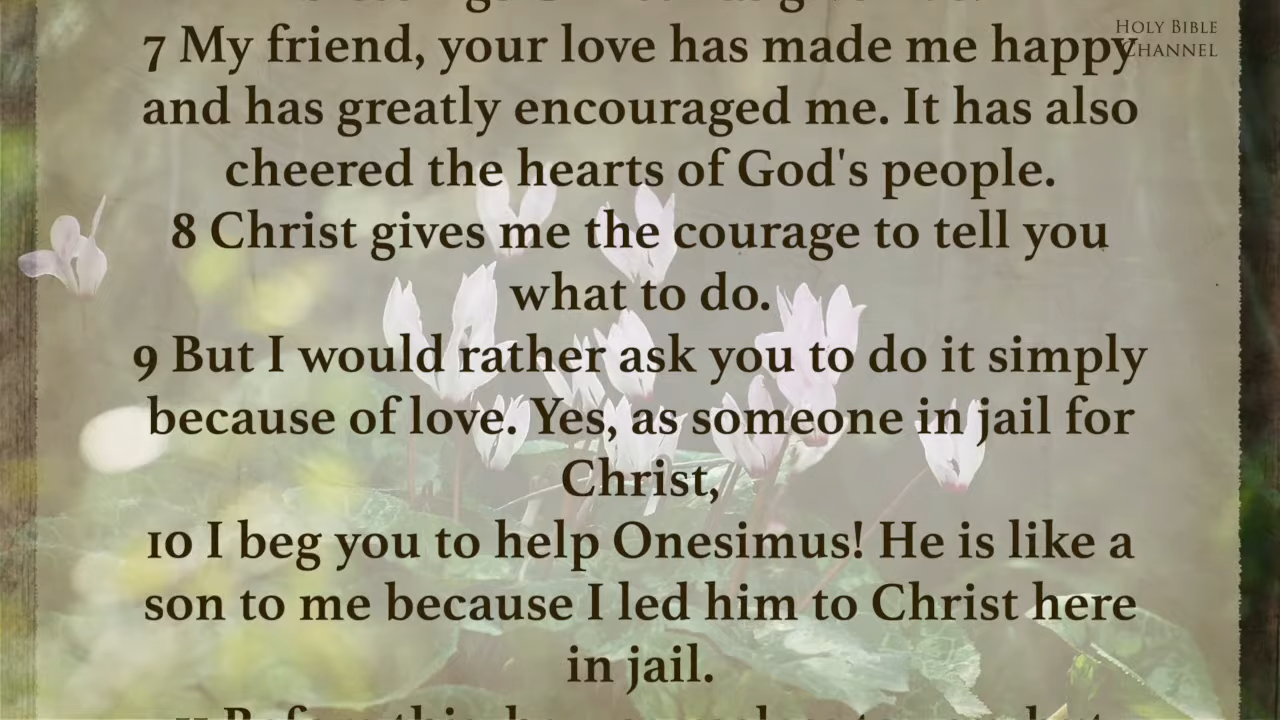 HOLY BIBLE
CHANNEL
7 My friend, your love has made me happy
and has greatly encouraged me. It has also
cheered the hearts of God's people.
8 Christ gives me the courage to tell you
what to do.
9 But I would rather ask you to do it simply
because of love. Yes, as someone in jail for
Christ,
10 I beg you to help Onesimus! He is like a
son to me because I led him to Christ here
in jail.